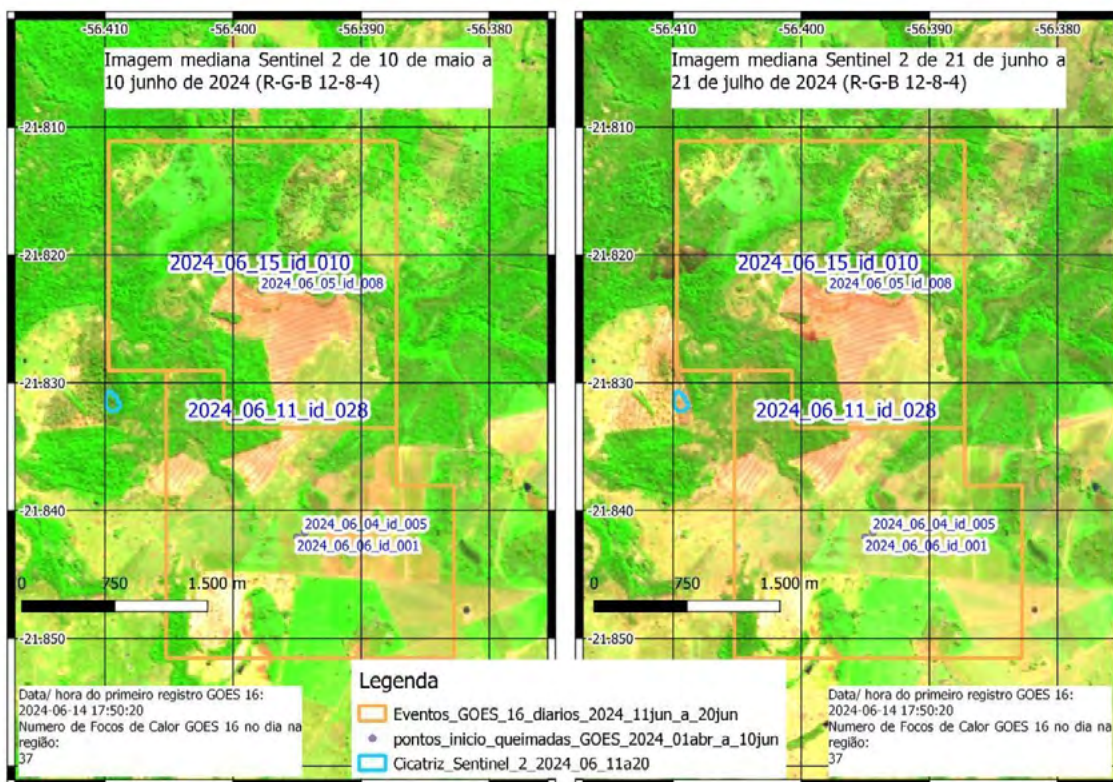 -56.410 -56.400 -56.390 -56.380
Imagem mediana Sentinel 2 de 10 de maio a
10 junho de 2024 (R-G-B 12-8-4)
-21.810
-21.820
2024_06_15_id_010
2024_06_05_id_008
-21.830
2024_06_11_id_028
-21.840
2024_06_04_id_005
2024_06_06_id_001
0 750 1.500 m
-21.850
Data/ hora do primeiro registro GOES 16:
2024-06-14 17:50:20
Numero de Focos de Calor GOES 16 no dia na
região:
37
-56.410 -56.400 -56.390 -56.380
Imagem mediana Sentinel 2 de 21 de junho a
21 de julho de 2024 (R-G-B 12-8-4)
-21.810
-21.820
2024_06_15_id_010
2024_06_05_id_008
-21.830
2024_06_11_id_028
-21.840
2024_06_04_id_005
2024_06_06_id_001
0 750 1.500 m
-21.850
Data/ hora do primeiro registro GOES 16:
2024-06-14 17:50:20
Numero de Focos de Calor GOES 16 no dia na
região:
37
Legenda
Eventos_GOES_16_diarios_2024_11jun_a_20jun
pontos_inicio_queimadas_GOES_2024_01abr_a_10jun
Cicatriz_Sentinel_2_2024_06_11a20